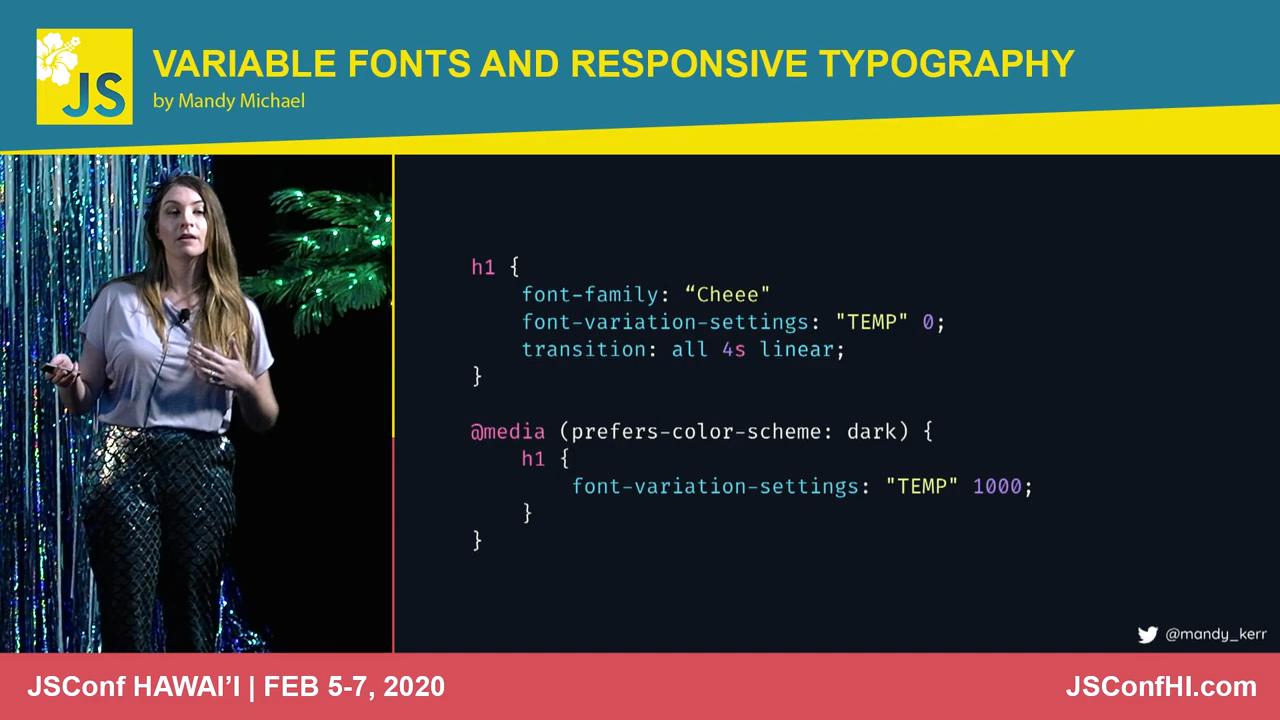 JS
VARIABLE FONTS AND RESPONSIVE TYPOGRAPHY
by Mandy Michael
h1 {
    font-family: “Cheee"
    font-variation-settings: "TEMP" 0;
    transition: all 4s linear;
}
@media (prefers-color-scheme: dark) {
    h1 {
        font-variation-settings: "TEMP" 1000;
    }
}
@mandy_kerr
JSConf HAWAI’I | FEB 5-7, 2020
JSConfHI.com